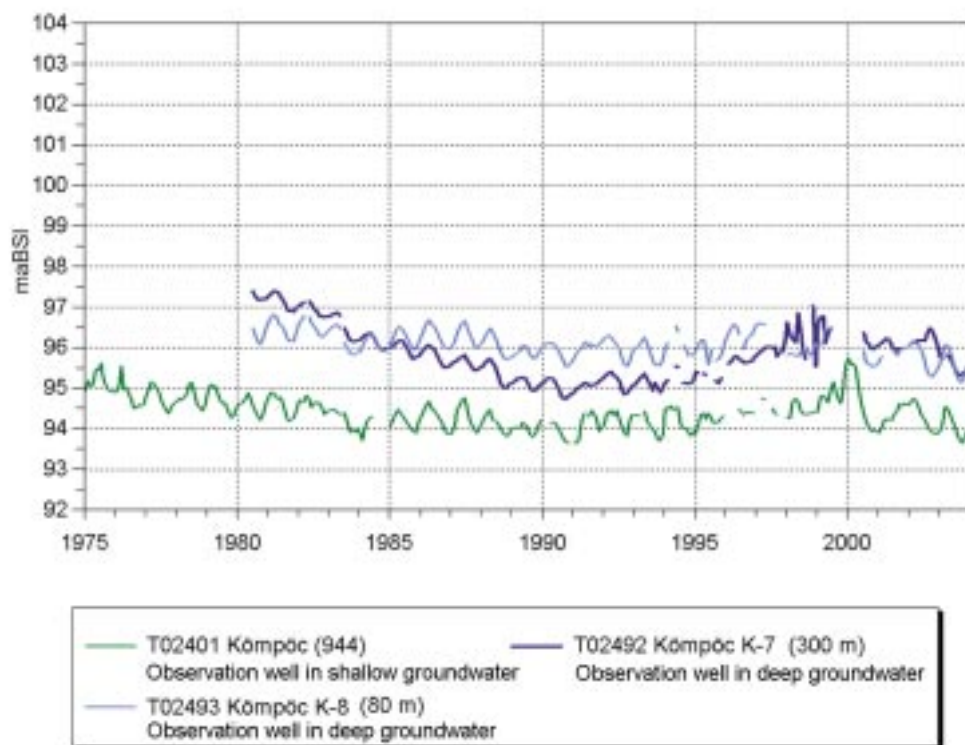 104
103
102
101
100
99
98
97
96
95
94
93
92
maBSI
1975 1980 1985 1990 1995 2000
T02401 Kömpöc (944)
Observation well in shallow groundwater
T02492 Kömpöc K-7 (300 m)
Observation well in deep groundwater
T02493 Kömpöc K-8 (80 m)
Observation well in deep groundwater